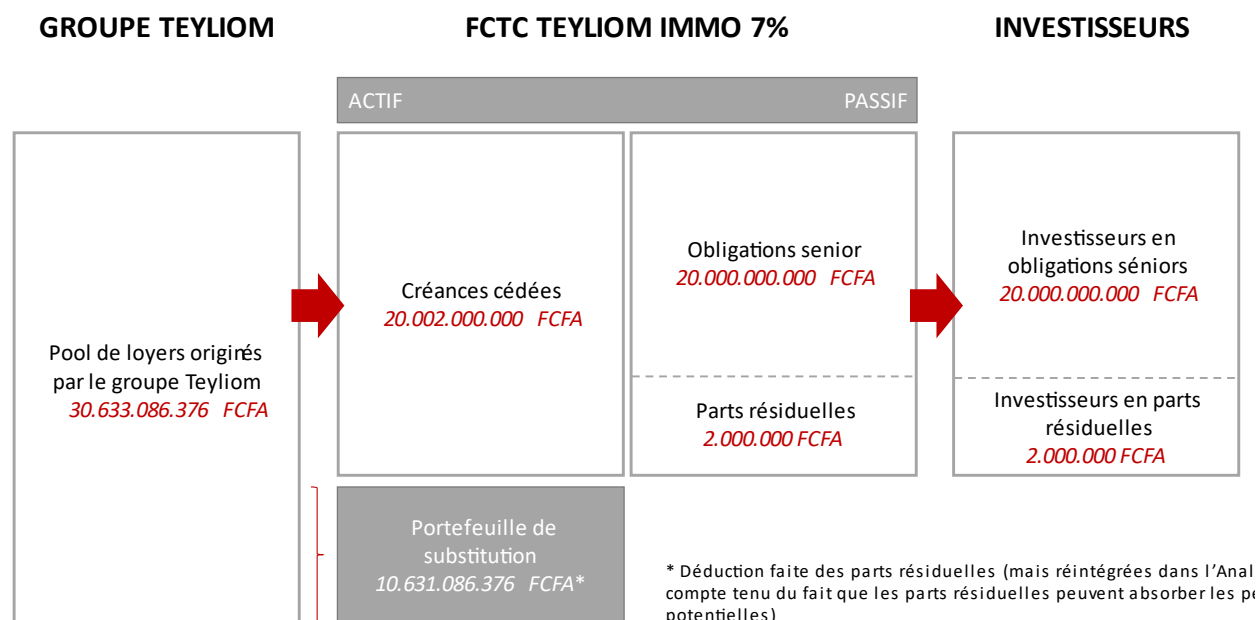 GROUPE TEYLIOM
FCTC TEYLIOM IMMO 7%
INVESTISSEURS
ACTIF
PASSIF
Pool de loyers originés
par le groupe Teyliom
30.633.086.376 FCFA
Créances cédées
20.002.000.000 FCFA
Obligations senior
20.000.000.000 FCFA
Parts résiduelles
2.000.000 FCFA
Investisseurs en
obligations séniors
20.000.000.000 FCFA
Investisseurs en parts
résiduelles
2.000.000 FCFA
Portefeuille de
substitution
10.631.086.376 FCFA*
* Déduction faite des parts résiduelles (mais réintégrées dans l'Anal
compte tenu du fait que les parts résiduelles peuvent absorber les pe
potentielles)